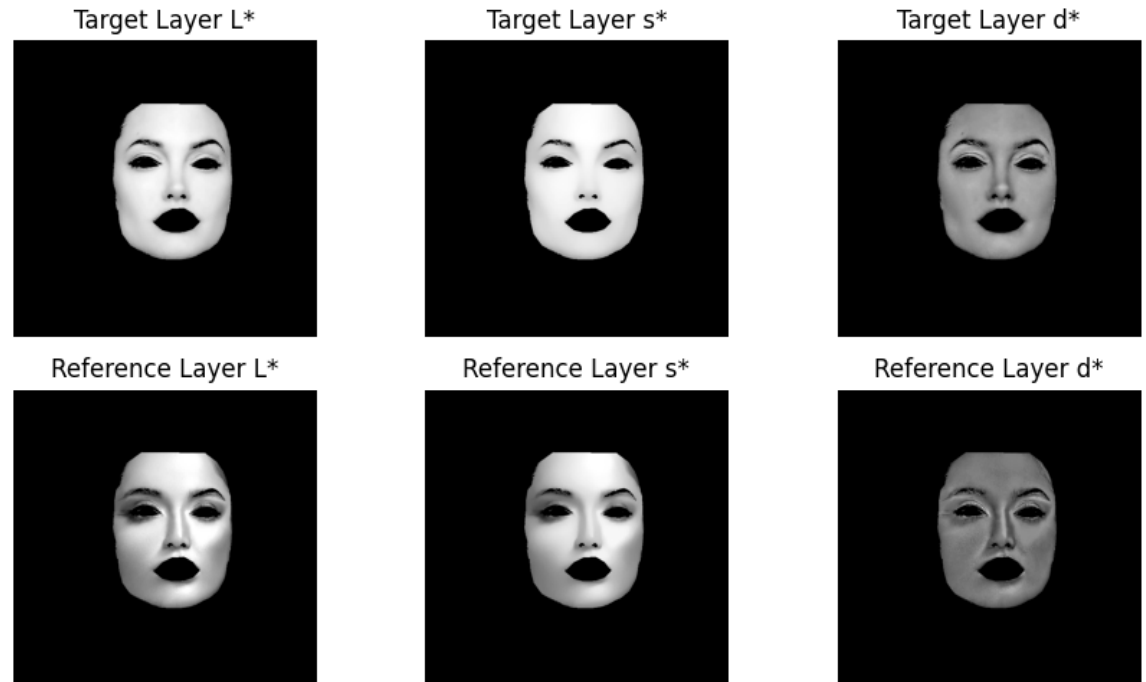 Target Layer L*
Target Layer s*
Target Layer d*
Reference Layer L*
Reference Layer s*
Reference Layer d*